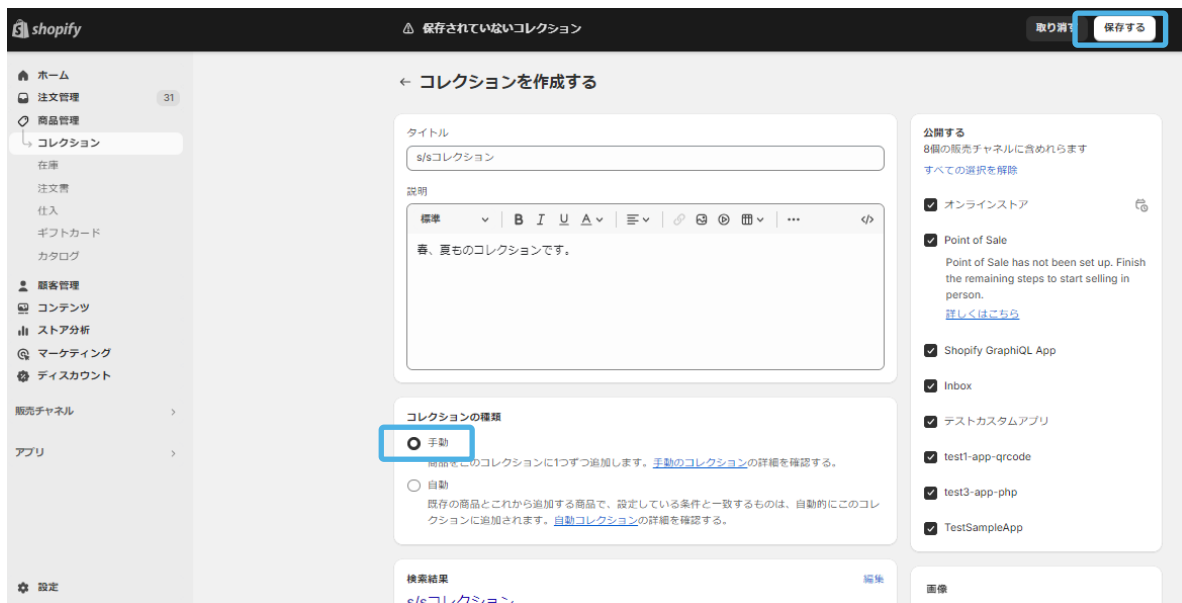 shopify
保存されていないコレクション
取り消す
保存する
ホーム
注文管理 31
商品管理
コレクション
在庫
注文書
仕入
ギフトカード
カタログ
顧客管理
コンテンツ
ストア分析
マーケティング
ディスカウント
販売チャネル
アプリ
設定
← コレクションを作成する
タイトル
s/sコレクション
説明
標準 B I U A
春、夏ものコレクションです。
コレクションの種類
手動
商品をこのコレクションに1つずつ追加します。手動のコレクションの詳細を確認する。
自動
既存の商品とこれから追加する商品で、設定している条件と一致するものは、自動的にこのコレ
クションに追加されます。自動コレクションの詳細を確認する。
検索結果 編集
s/sコレクション
公開する
8個の販売チャネルに含めれらます
すべての選択を解除
オンラインストア
Point of Sale
Point of Sale has not been set up. Finish
the remaining steps to start selling in
person.
詳しくはこちら
Shopify GraphiQL App
Inbox
テストカスタムアプリ
test1-app-qrcode
test3-app-php
TestSampleApp
画像